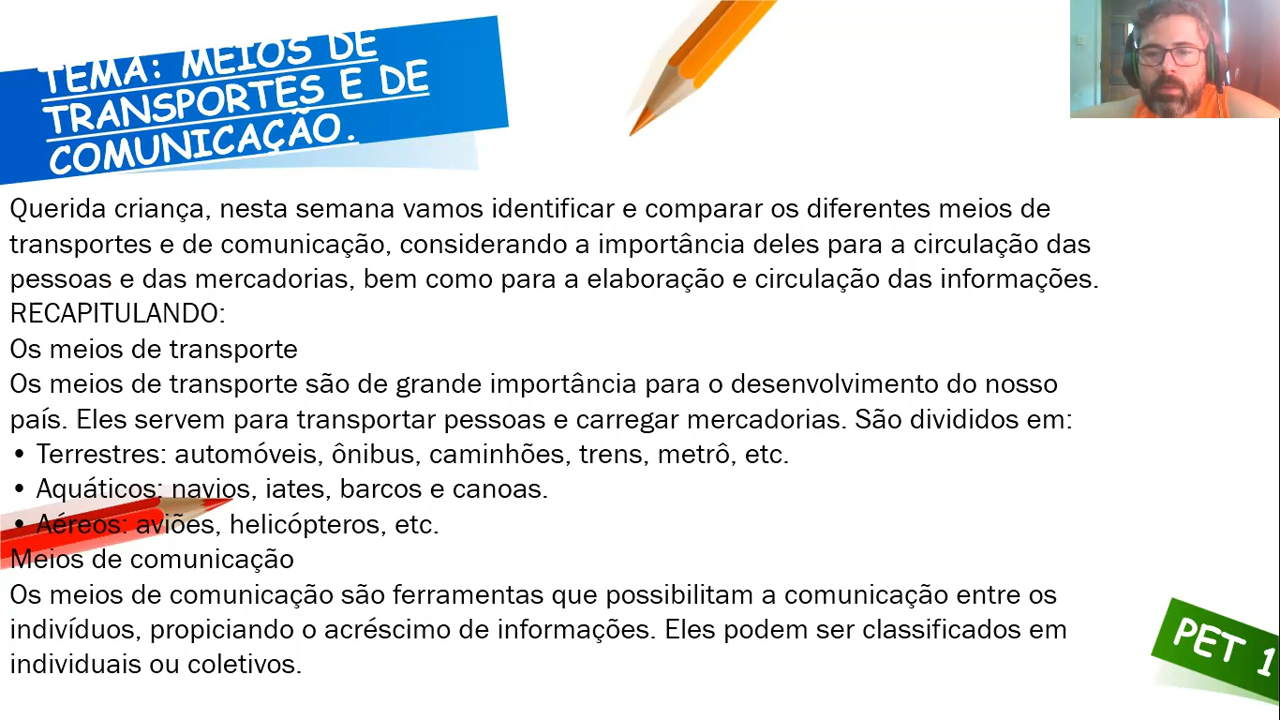 TEMA: MEIOS DE
TRANSPORTES E DE
COMUNICAÇÃO.
Querida criança, nesta semana vamos identificar e comparar os diferentes meios de
transportes e de comunicação, considerando a importância deles para a circulação das
pessoas e das mercadorias, bem como para a elaboração e circulação das informações.
RECAPITULANDO:
Os meios de transporte
Os meios de transporte são de grande importância para o desenvolvimento do nosso
país. Eles servem para transportar pessoas e carregar mercadorias. São divididos em:
• Terrestres: automóveis, ônibus, caminhões, trens, metrô, etc.
• Aquáticos: navios, iates, barcos e canoas.
• Aéreos: aviões, helicópteros, etc.
Meios de comunicação
Os meios de comunicação são ferramentas que possibilitam a comunicação entre os
indivíduos, propiciando o acréscimo de informações. Eles podem ser classificados em
individuais ou coletivos.
PET 1